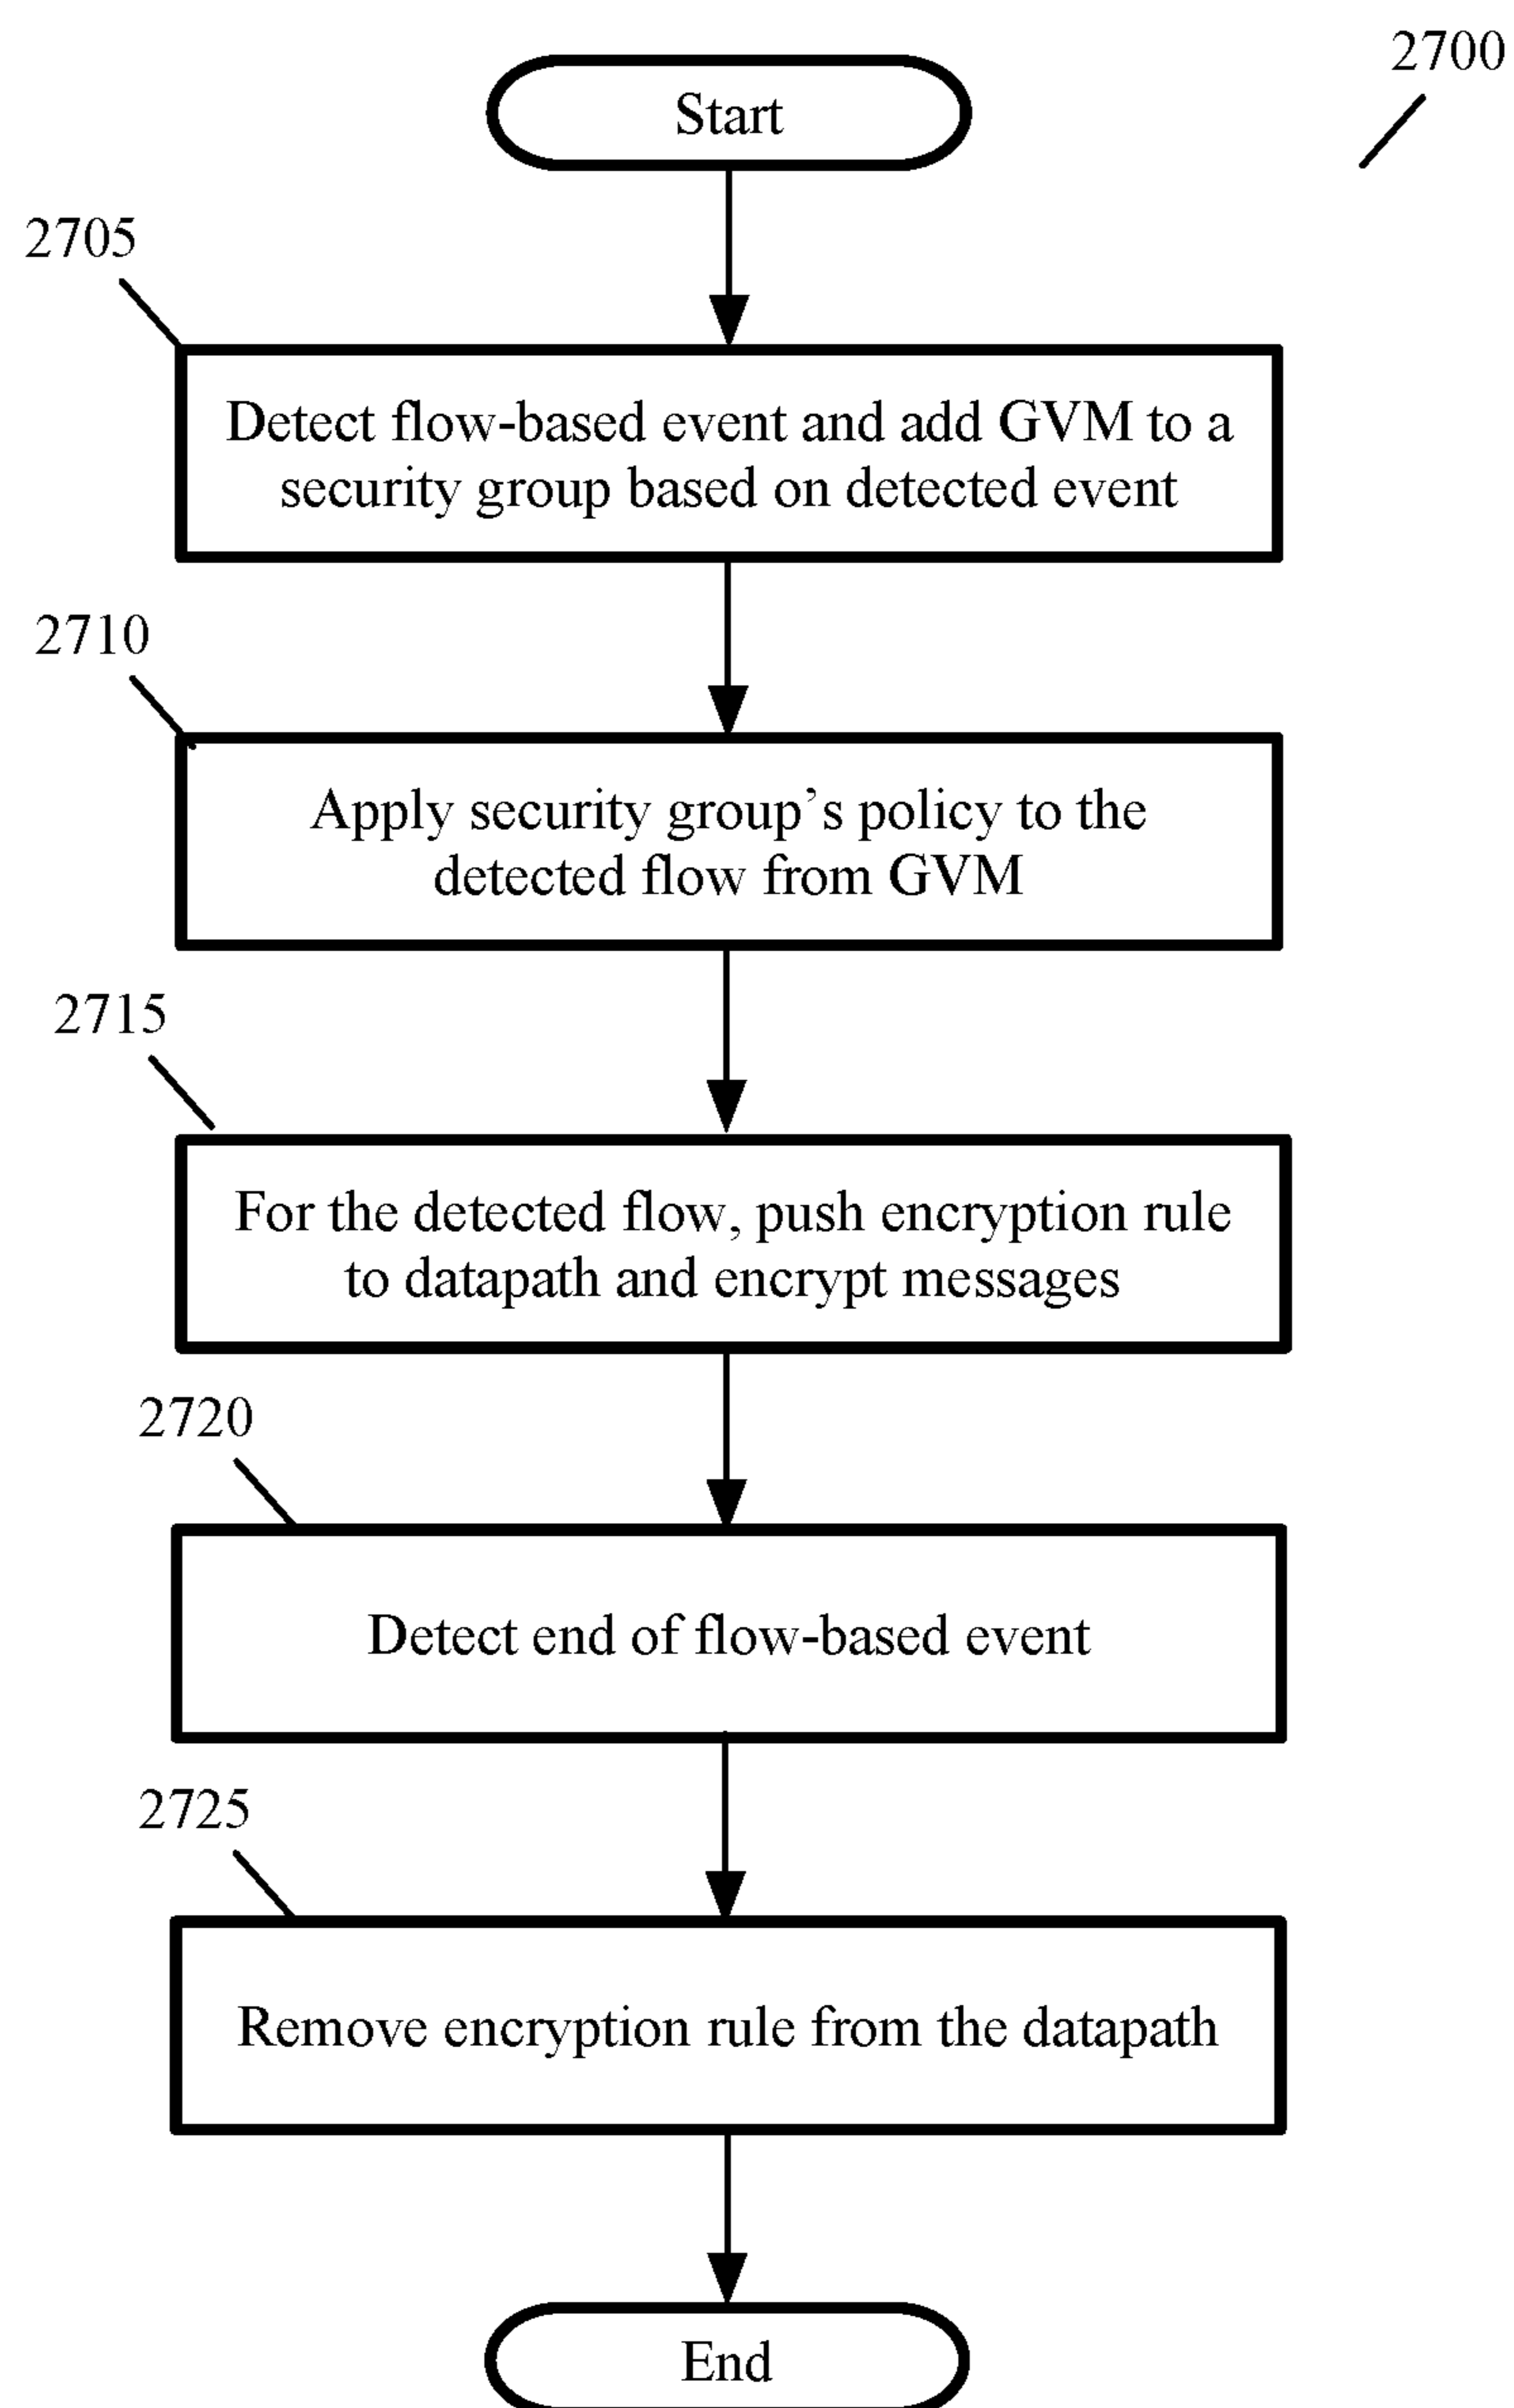 2700
Start
2705
Detect flow-based event and add GVM to a
security group based on detected event
2710
Apply security group's policy to the
detected flow from GVM
2715
For the detected flow, push encryption rule
to datapath and encrypt messages
2720
Detect end of flow-based event
2725
Remove encryption rule from the datapath
End